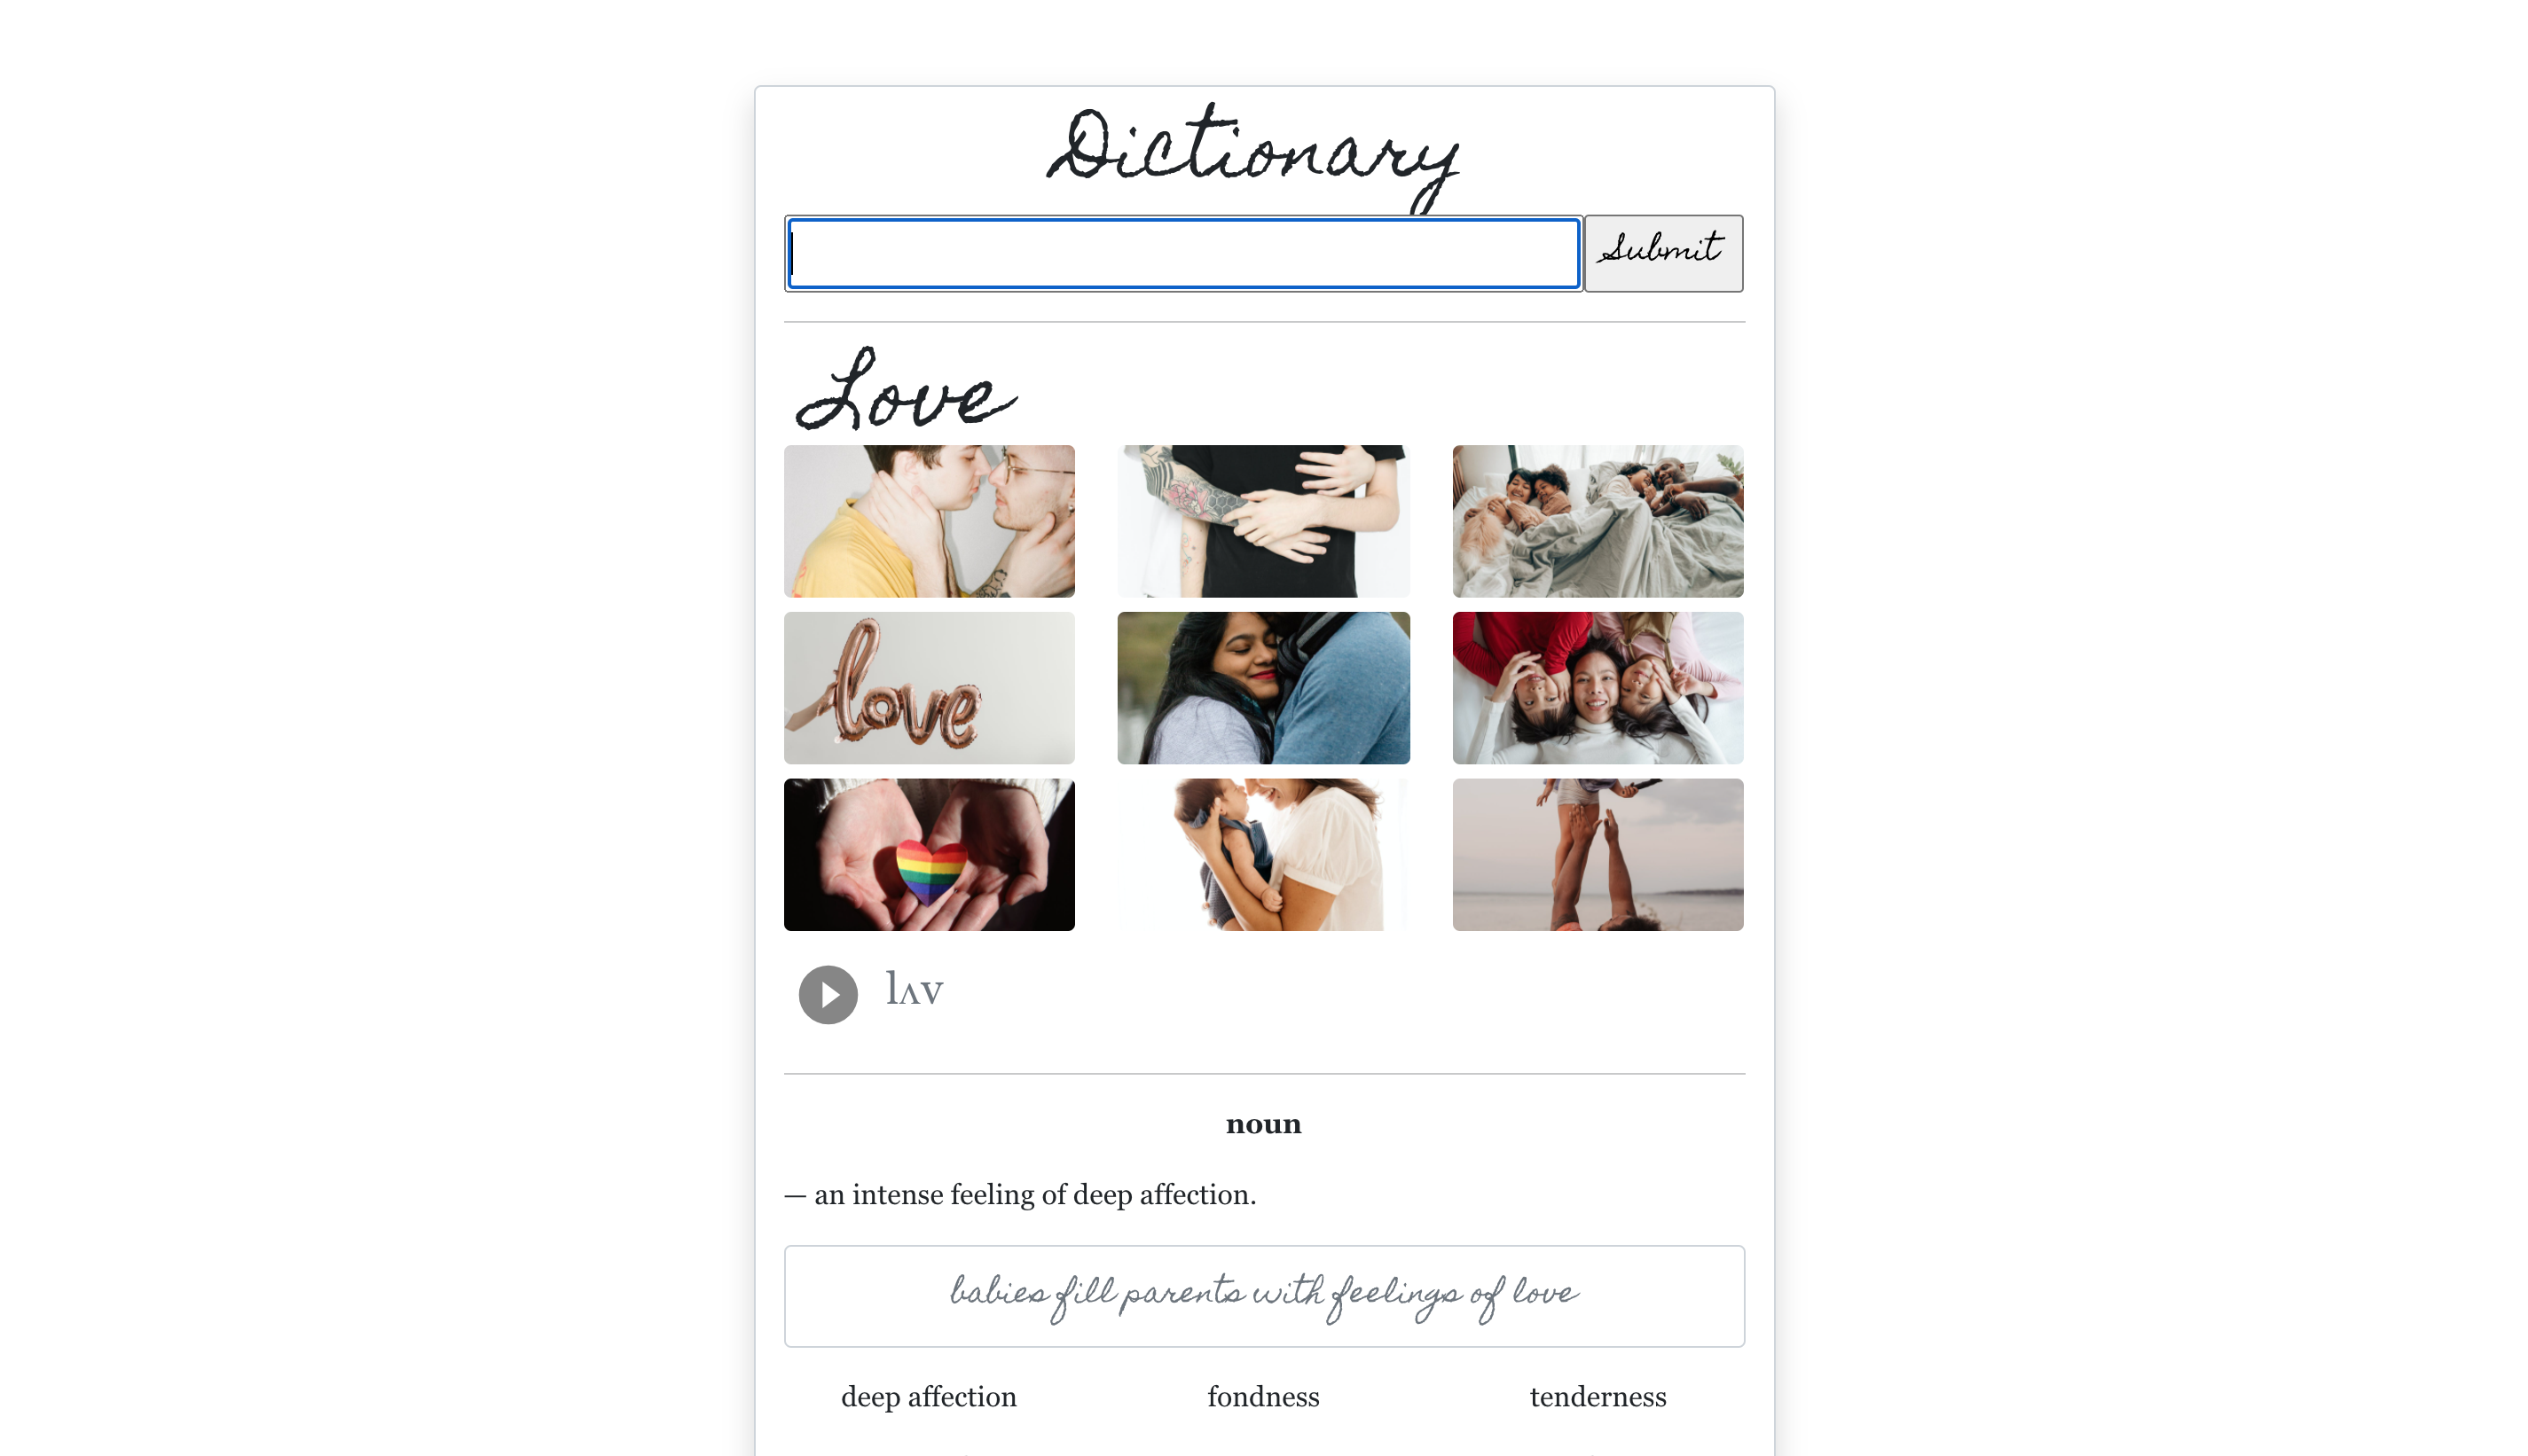 Dictionary
Submit
Love
love
lʌv
noun
— an intense feeling of deep affection.
babies fill parents with feelings of love
deep affection fondness tenderness